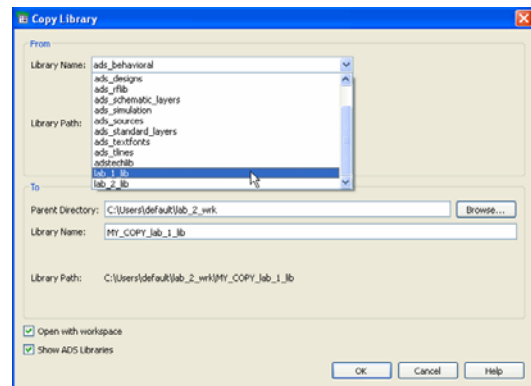 Copy Library
From
Library Name: ads_behavioral
ads_designs
ads_rflib
ads_schematic_layers
ads_simulation
ads_sources
ads_standard_layers
ads_textfonts
ads_tlines
adstechlib
lab_1_lib
lab_2_lib
Library Path:
To
Parent Directory: C:\Users\default\lab_2_wrk Browse...
Library Name: MY_COPY_lab_1_lib
Library Path: C:\Users\default\lab_2_wrk\MY_COPY_lab_1_lib
Open with workspace
Show ADS Libraries
OK Cancel Help